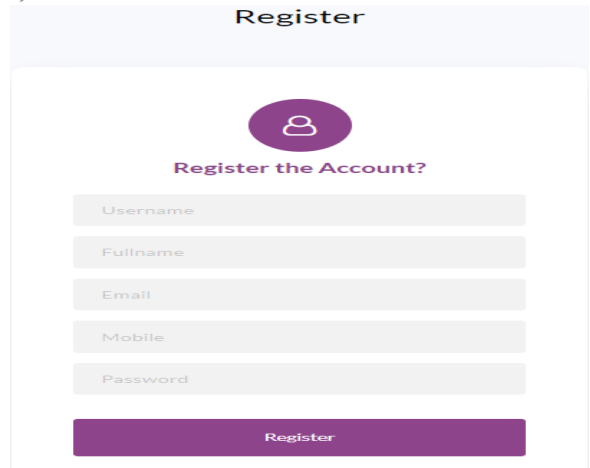 Register
Register the Account?
Username
Fullname
Email
Mobile
Password
Register